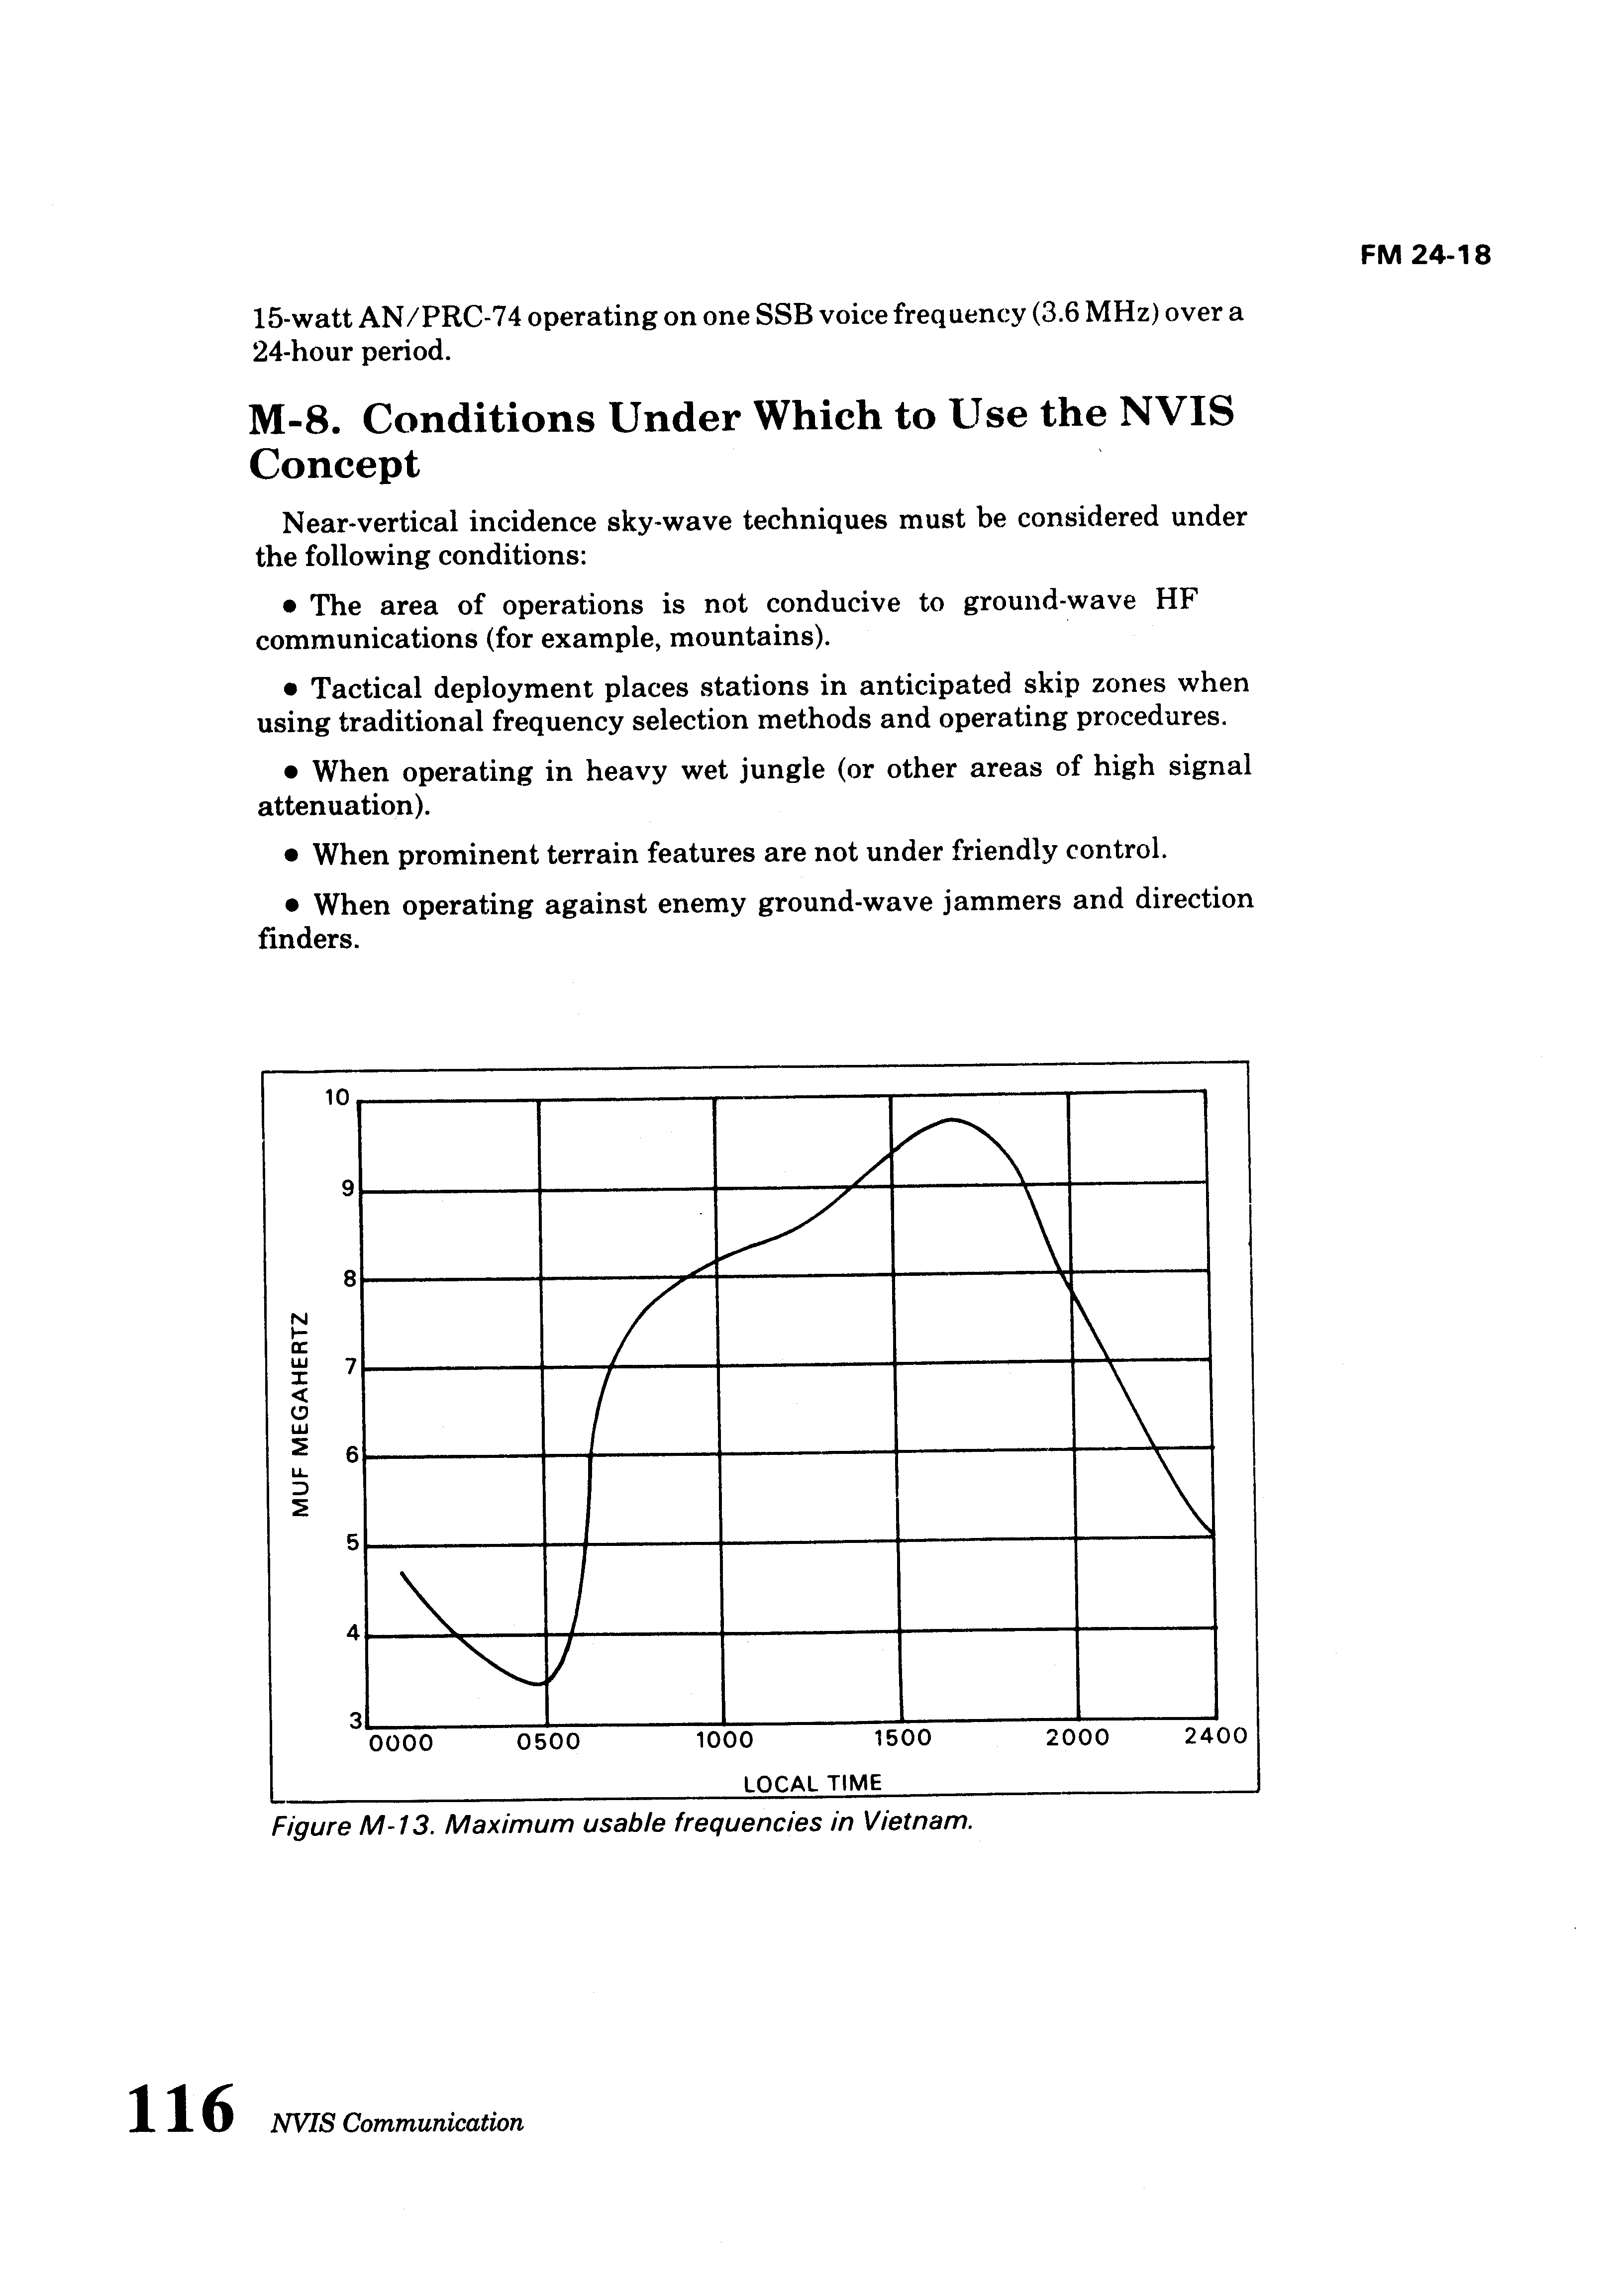 FM 24-18
15-watt AN/PRC-74 operating on one SSB voice frequency (3.6 MHz) over a
24-hour period.
M-8. Conditions Under Which to Use the NVIS
Concept
Near-vertical incidence sky-wave techniques must be considered under
the following conditions:
● The area of operations is not conducive to ground-wave HF
communications (for example, mountains).
● Tactical deployment places stations in anticipated skip zones when
using traditional frequency selection methods and operating procedures.
● When operating in heavy wet jungle (or other areas of high signal
attenuation).
● When prominent terrain features are not under friendly control.
● When operating against enemy ground-wave jammers and direction
finders.
10
9
8
7
6
5
4
3
MUF MEGAHERTZ
0000 0500 1000 1500 2000 2400
LOCAL TIME
Figure M-13. Maximum usable frequencies in Vietnam.
116 NVIS Communication